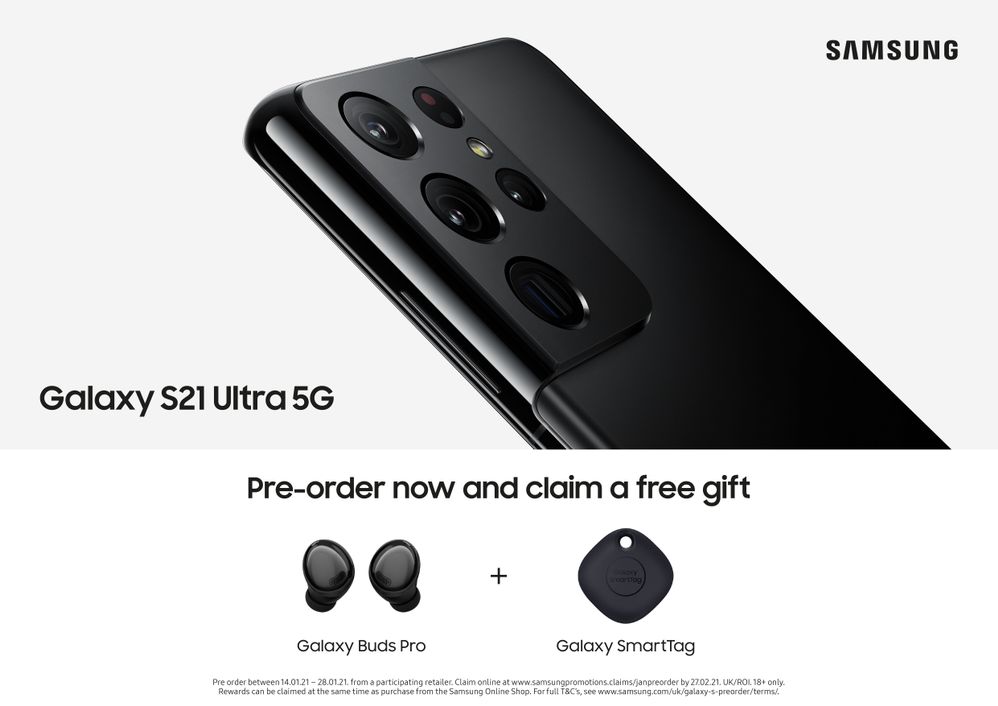 SAMSUNG
Galaxy S21 Ultra 5G
Pre-order now and claim a free gift
+
Galaxy SmartTag
Galaxy Buds Pro
Galaxy SmartTag
Pre order between 14.01.21 – 28.01.21. from a participating retailer. Claim online at www.samsungpromotions.claims/janpreorder by 27.02.21. UK/ROI. 18+ only.
Rewards can be claimed at the same time as purchase from the Samsung Online Shop. For full T&C's, see www.samsung.com/uk/galaxy-s-preorder/terms/.